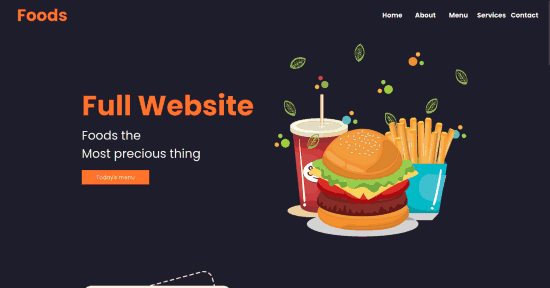 Foods
Home About Menu Services Contact
Full Website
Foods the
Most precious thing
Today's menu